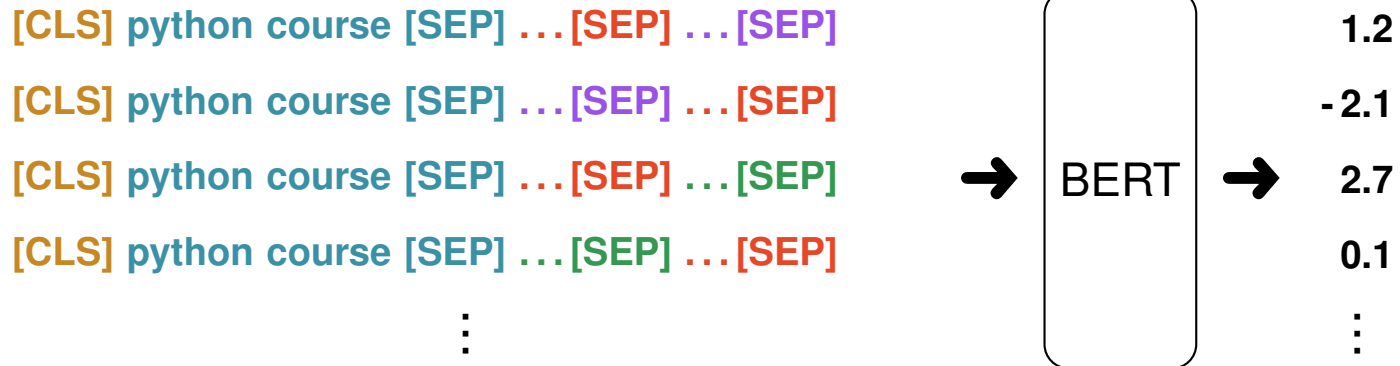 [CLS] python course [SEP] ...[SEP] ...[SEP] 1.2
[CLS] python course [SEP] ...[SEP] ...[SEP] -2.1
[CLS] python course [SEP] ...[SEP] ...[SEP] BERT 2.7
[CLS] python course [SEP] ...[SEP] ...[SEP] 0.1
⋮ ⋮